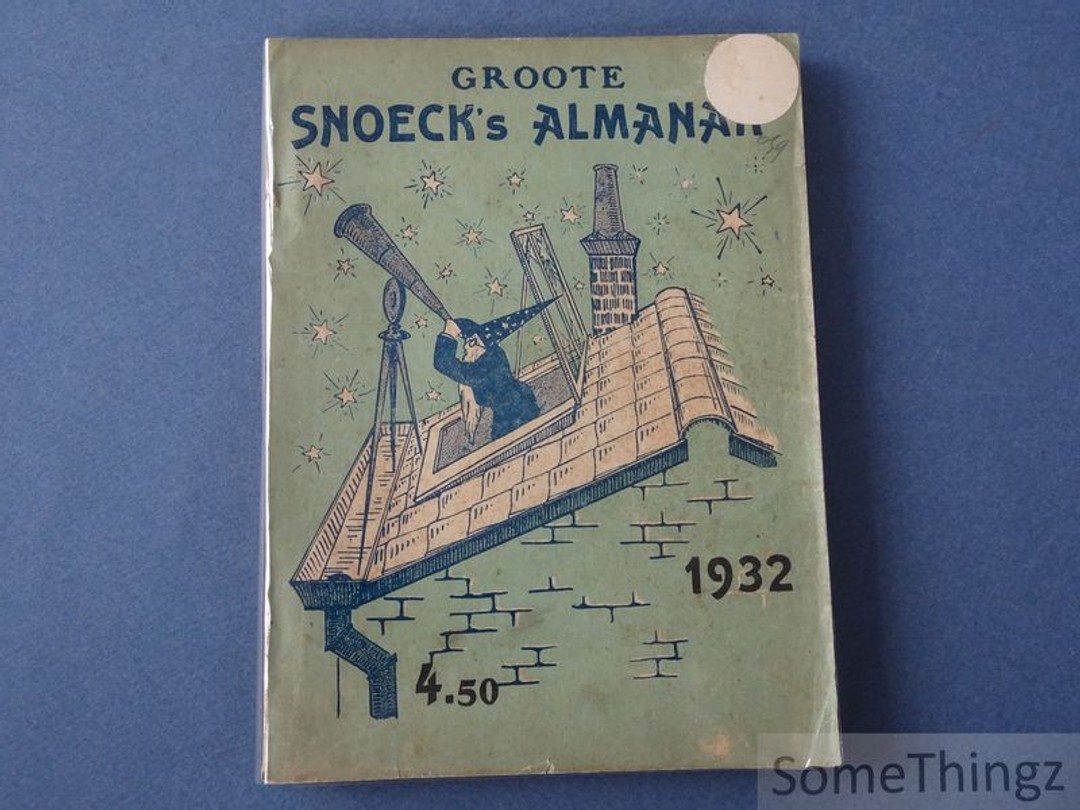 GROOTE
SNOECK's ALMANAK
1932
4.50
SomeThingz